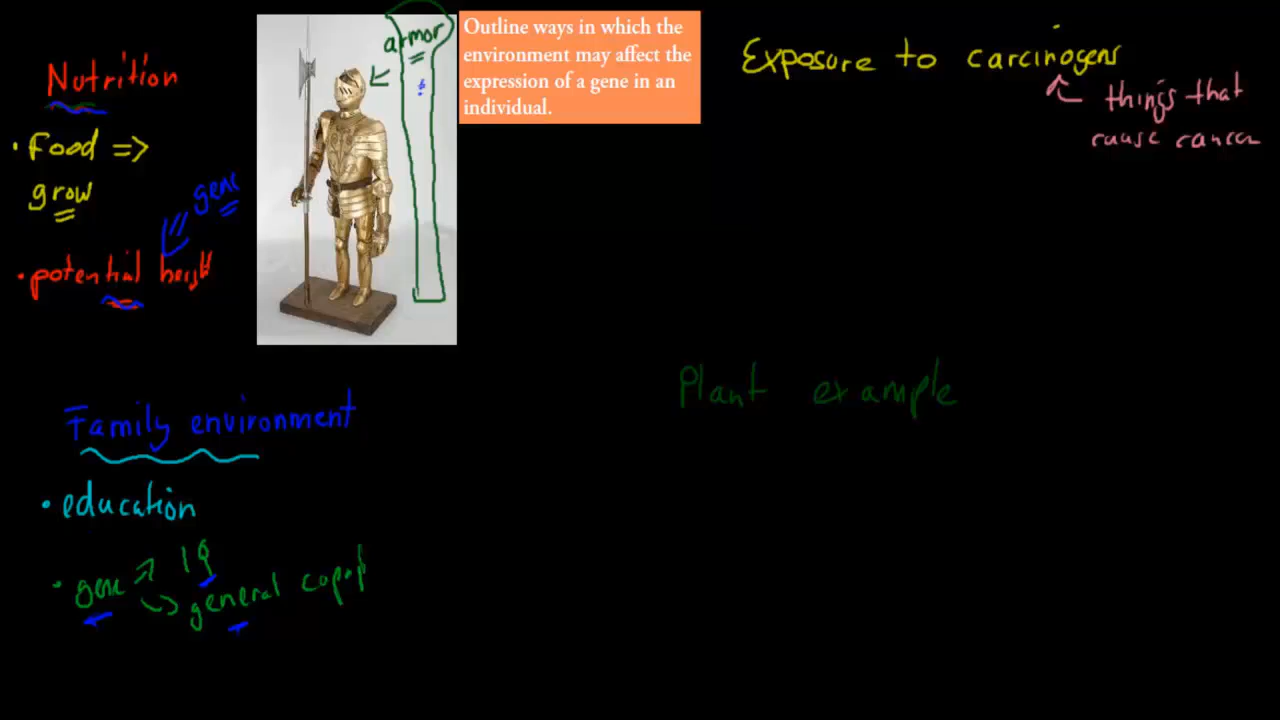 Nutrition
• Food =>
grow
gene
• potential height
armor
Outline ways in which the
environment may affect the
expression of a gene in an
individual.
Exposure to carcinogens
things that
cause cancer
Plant example
Family environment
• education
• gene IQ
general